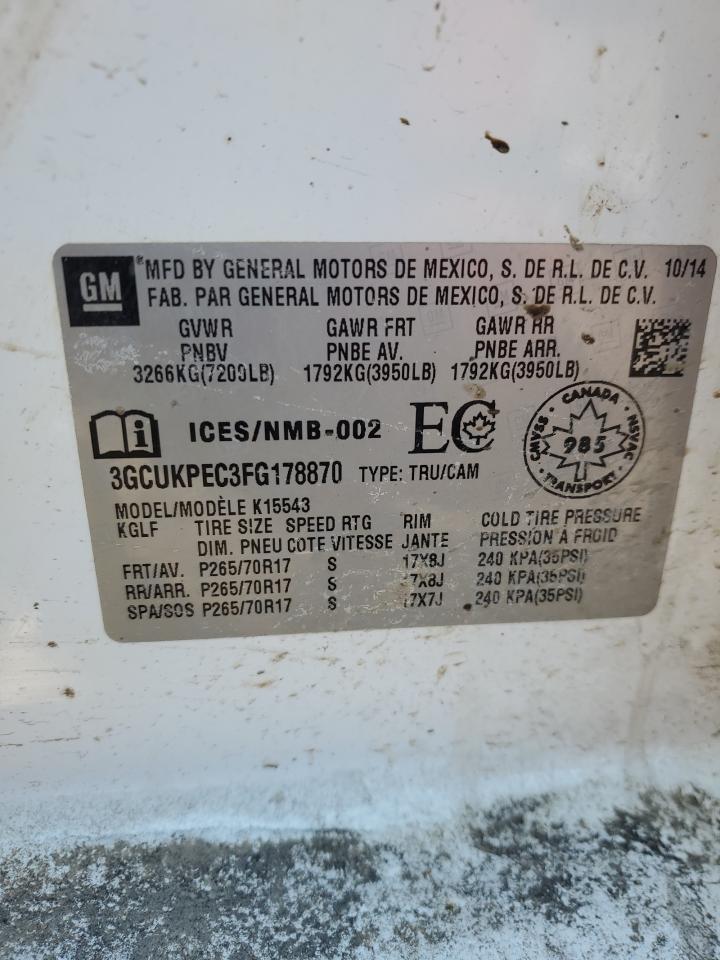 GM *MFD BY GENERAL MOTORS DE MEXICO, S. DE R.L. DE C.V. 10/14
FAB. PAR GENERAL MOTORS DE MEXICO, S. DE R.L. DE C.V.
GVWR GAWR FRT GAWR RR
PNBV PNBE AV. PNBE ARR.
3266KG(7200LB) 1792KG(3950LB) 1792KG(3950LB)
i ICES/NMB-002 EC
CANADA
CMVSS 985 NSVAC
TRANSPORT
3GCUKPEC3FG178870 TYPE: TRU/CAM
MODEL/MODÈLE K15543
KGLF TIRE SIZE SPEED RTG RIM COLD TIRE PRESSURE
DIM. PNEU COTE VITESSE JANTE PRESSION À FROID
FRT/AV. P265/70R17 S 17X8J 240 KPA(35PSI)
RR/ARR. P265/70R17 S 17X8J 240 KPA(35PSI)
SPA/SOS P265/70R17 S 17X7J 240 KPA(35PSI)